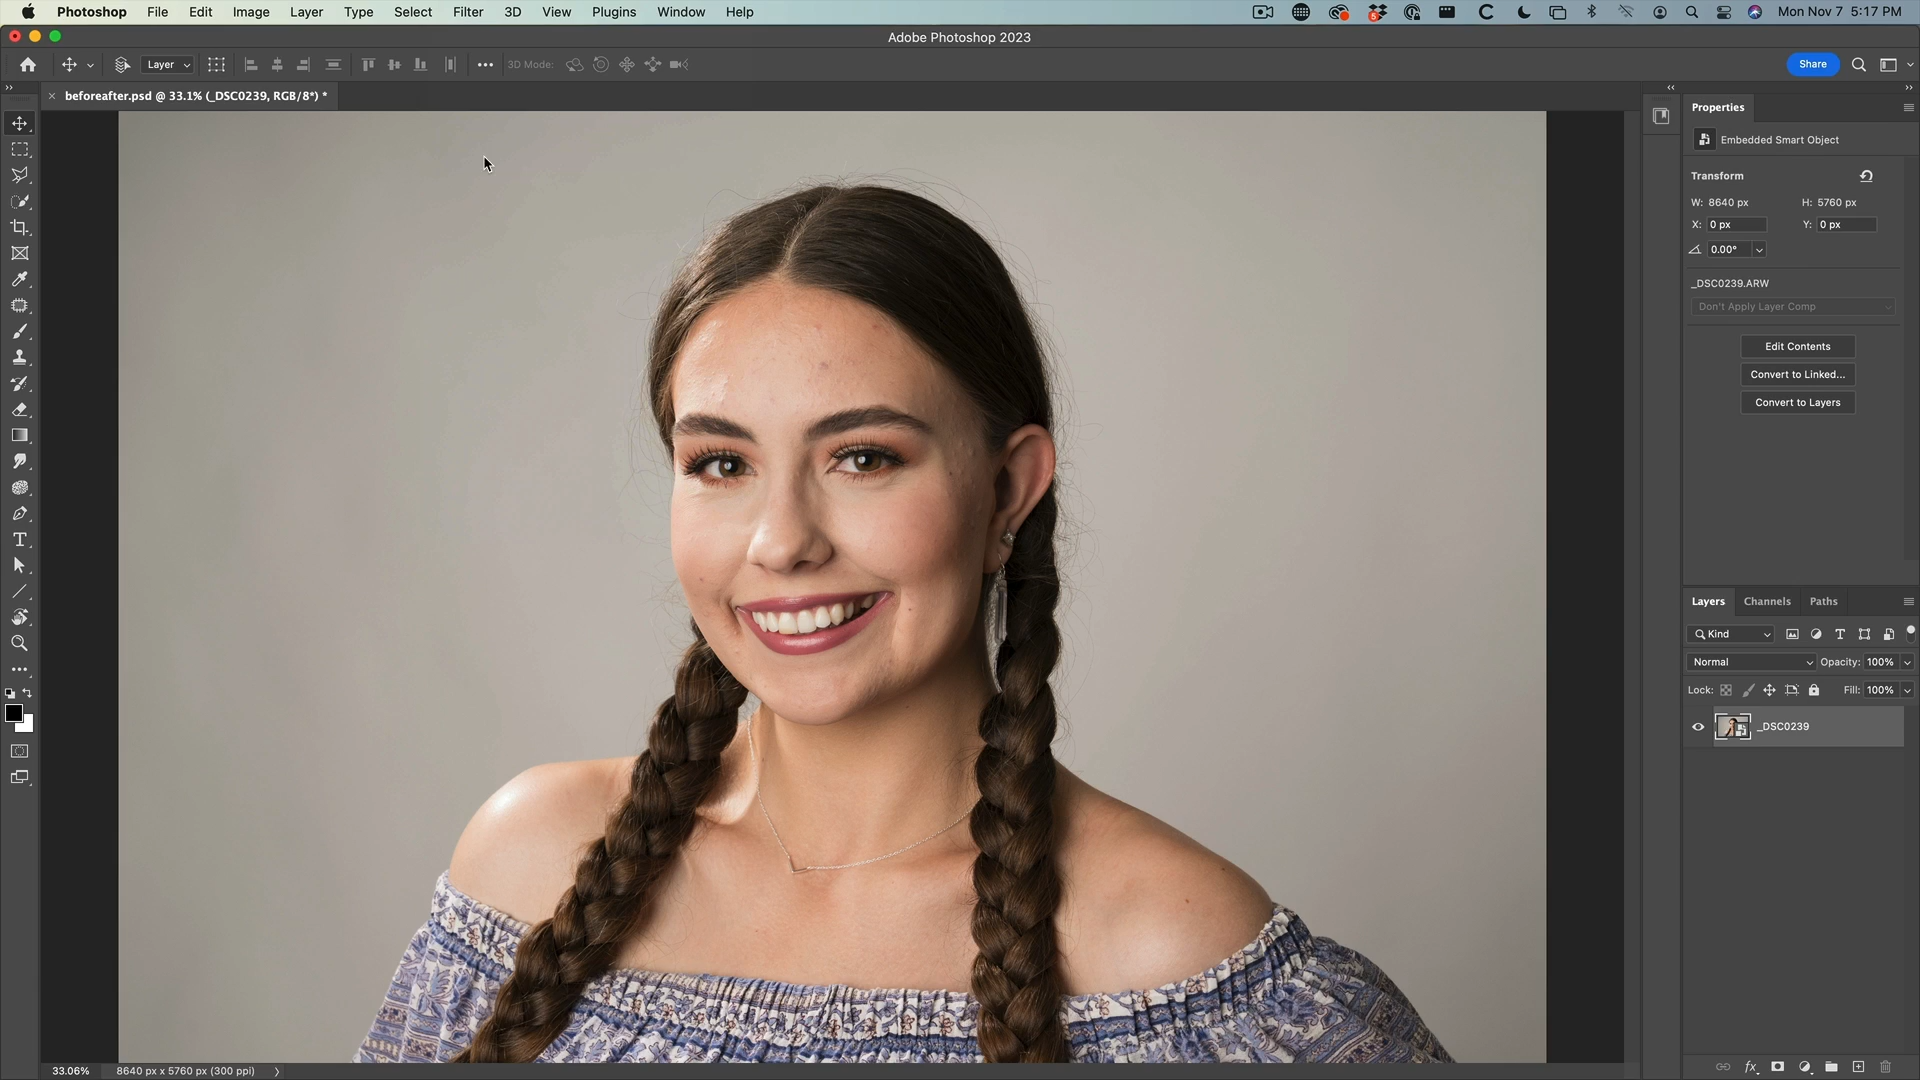 Photoshop File Edit Image Layer Type Select Filter 3D View Plugins Window Help 5 Mon Nov 7 5:17 PM
Adobe Photoshop 2023
Layer 3D Mode: Share
beforeafter.psd @ 33.1% (_DSC0239, RGB/8*) *
Properties
Embedded Smart Object
Transform
W: 8640 px H: 5760 px
X: 0 px Y: 0 px
0.00°
_DSC0239.ARW
Don't Apply Layer Comp
Edit Contents
Convert to Linked...
Convert to Layers
Layers Channels Paths
Kind
Normal Opacity: 100%
Lock: Fill: 100%
_DSC0239
33.06% 8640 px x 5760 px (300 ppi)